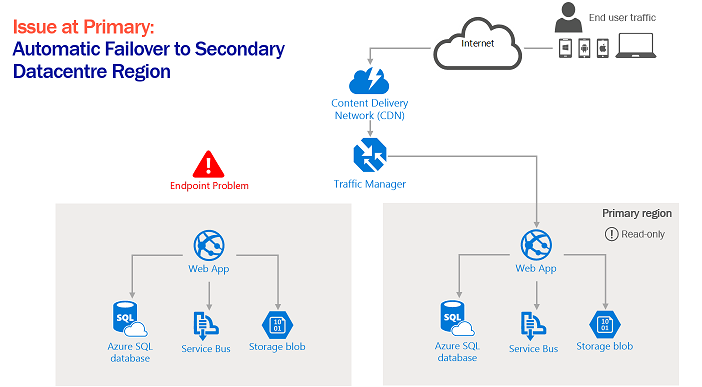 Issue at Primary:
Automatic Failover to Secondary
Datacentre Region
End user traffic
Internet
Content Delivery
Network (CDN)
Traffic Manager
Endpoint Problem
Primary region
Read-only
Web App
Web App
SQL
Azure SQL
database
Service Bus
10
01
Storage blob
SQL
Azure SQL
database
Service Bus
10
01
Storage blob